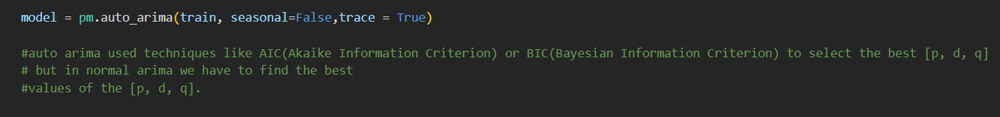 model = pm.auto_arima(train, seasonal=False,trace = True)
#auto arima used techniques like AIC(Akaike Information Criterion) or BIC(Bayesian Information Criterion) to select the best [p, d, q]
# but in normal arima we have to find the best
#values of the [p, d, q].